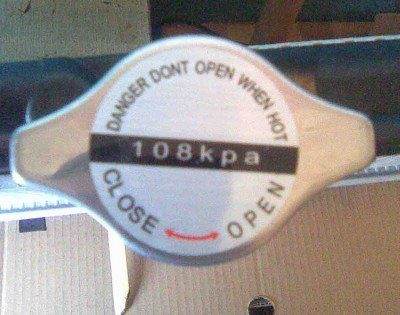 DANGER DONT OPEN WHEN HOT
108kpa
CLOSE OPEN